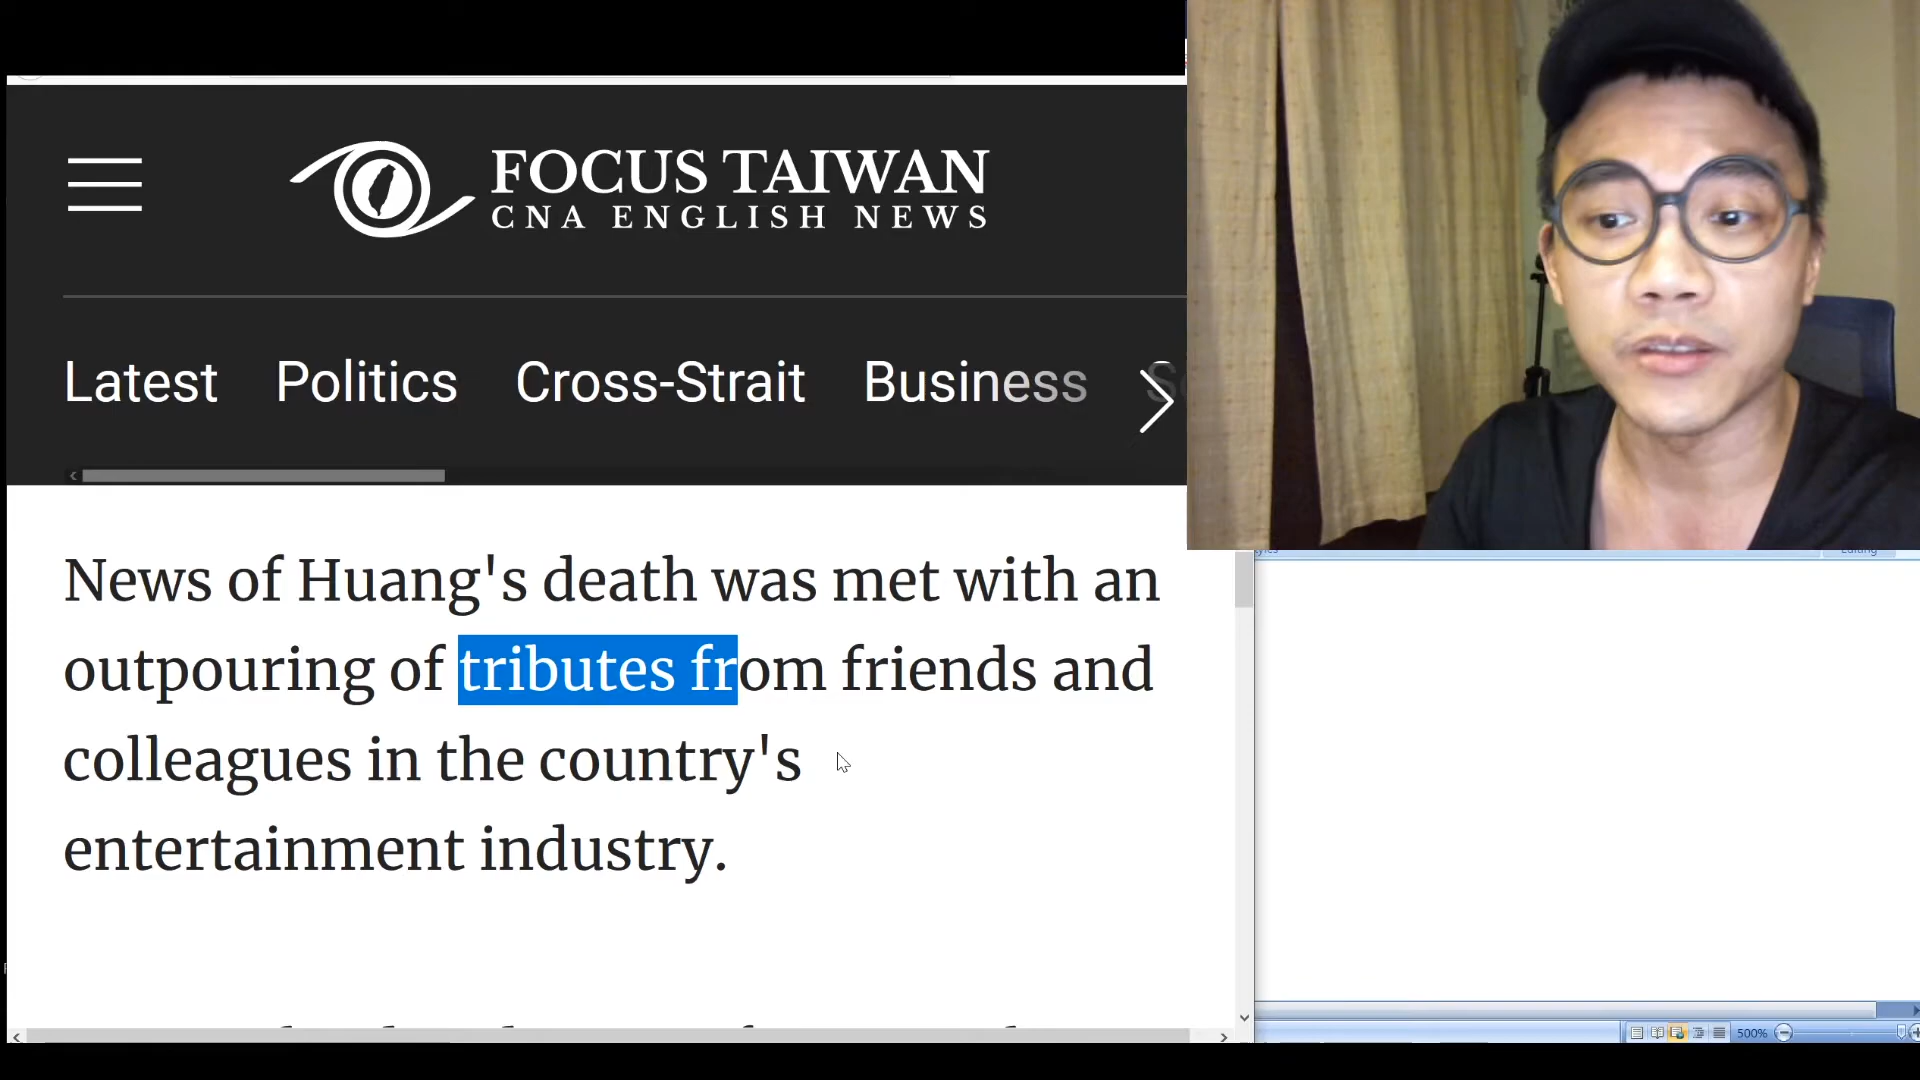 FOCUS TAIWAN
CNA ENGLISH NEWS
Latest Politics Cross-Strait Business
News of Huang's death was met with an
outpouring of tributes from friends and
colleagues in the country's
entertainment industry.
500%